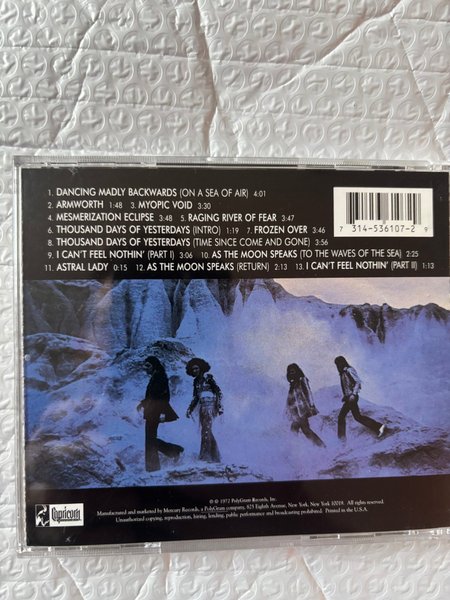 1. DANCING MADLY BACKWARDS (ON A SEA OF AIR) 4:01
2. ARMWORTH 1:48 3. MYOPIC VOID 3:30
4. MESMERIZATION ECLIPSE 3:48 5. RAGING RIVER OF FEAR 3:47
6. THOUSAND DAYS OF YESTERDAYS (INTRO) 1:19 7. FROZEN OVER 3:46
8. THOUSAND DAYS OF YESTERDAYS (TIME SINCE COME AND GONE) 3:56
9. I CAN'T FEEL NOTHIN' (PART I) 3:06 10. AS THE MOON SPEAKS (TO THE WAVES OF THE SEA) 2:25
11. ASTRAL LADY 0:15 12. AS THE MOON SPEAKS (RETURN) 2:13 13. I CAN'T FEEL NOTHIN' (PART II) 1:13
7 314-536107-2 9
Capricorn
℗ © 1972 PolyGram Records, Inc.
Manufactured and marketed by Mercury Records, a PolyGram company, 825 Eighth Avenue, New York, New York 10019. All rights reserved.
Unauthorized copying, reproduction, hiring, lending, public performance and broadcasting prohibited. Printed in the U.S.A.